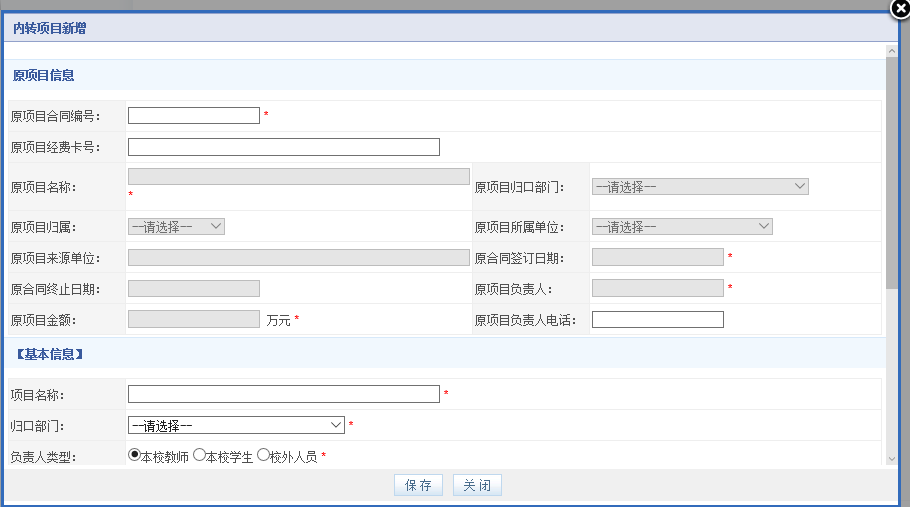 内转项目新增
原项目信息
原项目合同编号： *
原项目经费卡号：
原项目名称： * 原项目归口部门： --请选择--
原项目归属： --请选择-- 原项目所属单位： --请选择--
原项目来源单位： 原合同签订日期： *
原合同终止日期： 原项目负责人： *
原项目金额： 万元 * 原项目负责人电话：
【基本信息】
项目名称： *
归口部门： --请选择-- *
负责人类型： 本校教师 本校学生 校外人员 *
保 存 关 闭